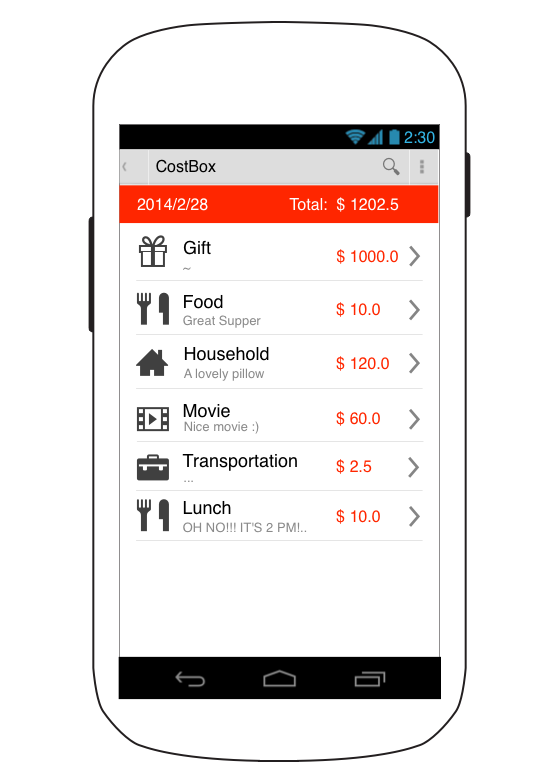 2:30
CostBox
2014/2/28 Total: $ 1202.5
Gift
~
$ 1000.0
Food
Great Supper
$ 10.0
Household
A lovely pillow
$ 120.0
Movie
Nice movie :)
$ 60.0
Transportation
...
$ 2.5
Lunch
OH NO!!! IT'S 2 PM!..
$ 10.0